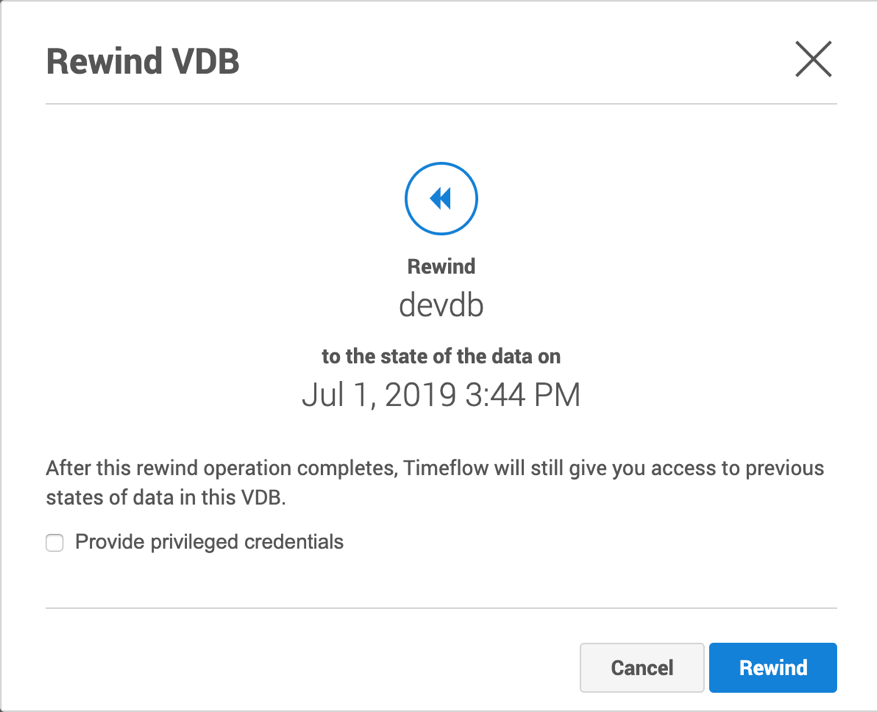 Rewind VDB
Rewind
devdb
to the state of the data on
Jul 1, 2019 3:44 PM
After this rewind operation completes, Timeflow will still give you access to previous
states of data in this VDB.
Provide privileged credentials
Cancel
Rewind